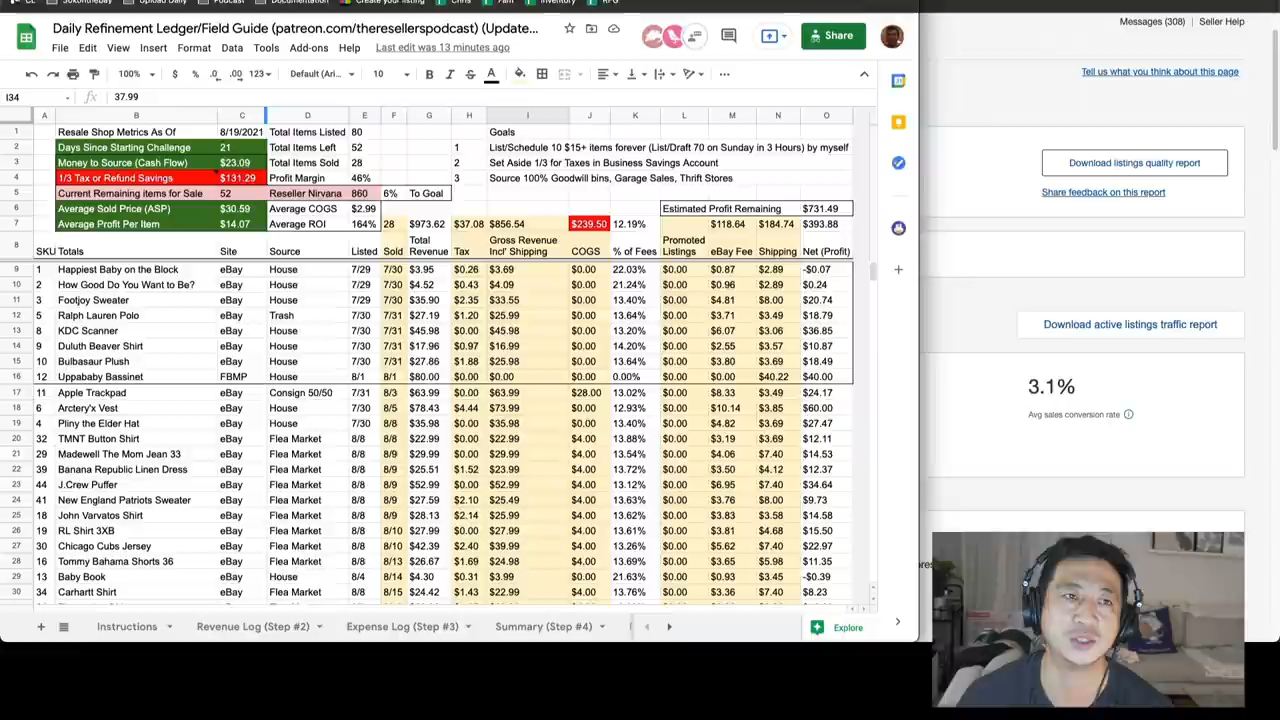 Daily Refinement Ledger/Field Guide (patreon.com/theresellerspodcast) (Update...
File Edit View Insert Format Data Tools Add-ons Help Last edit was 13 minutes ago
Share
100% $ % .0 .00 123 Default (Ari... 10 B I S A
I34 fx 37.99
A B C D E F G H I J K L M N O
1 Resale Shop Metrics As Of 8/19/2021 Total Items Listed 80 Goals
2 Days Since Starting Challenge 21 Total Items Left 52 1 List/Schedule 10 $15+ items forever (List/Draft 70 on Sunday in 3 Hours) by myself
3 Money to Source (Cash Flow) $23.09 Total Items Sold 28 2 Set Aside 1/3 for Taxes in Business Savings Account
4 1/3 Tax or Refund Savings $131.29 Profit Margin 46% 3 Source 100% Goodwill bins, Garage Sales, Thrift Stores
5 Current Remaining items for Sale 52 Reseller Nirvana 860 6% To Goal
6 Average Sold Price (ASP) $30.59 Average COGS $2.99 Estimated Profit Remaining $731.49
7 Average Profit Per Item $14.07 Average ROI 164% 28 $973.62 $37.08 $856.54 $239.50 12.19% $118.64 $184.74 $393.88
8 SKU Totals Site Source Listed Sold Total Revenue Tax Gross Revenue Incl' Shipping COGS % of Fees Promoted Listings eBay Fee Shipping Net (Profit)
9 1 Happiest Baby on the Block eBay House 7/29 7/30 $3.95 $0.26 $3.69 $0.00 22.03% $0.00 $0.87 $2.89 -$0.07
10 2 How Good Do You Want to Be? eBay House 7/29 7/30 $4.52 $0.43 $4.09 $0.00 21.24% $0.00 $0.96 $2.89 $0.24
11 3 Footjoy Sweater eBay House 7/29 7/30 $35.90 $2.35 $33.55 $0.00 13.40% $0.00 $4.81 $8.00 $20.74
12 5 Ralph Lauren Polo eBay Trash 7/30 7/31 $27.19 $1.20 $25.99 $0.00 13.64% $0.00 $3.71 $3.49 $18.79
13 8 KDC Scanner eBay House 7/30 7/31 $45.98 $0.00 $45.98 $0.00 13.20% $0.00 $6.07 $3.06 $36.85
14 9 Duluth Beaver Shirt eBay House 7/30 7/31 $17.96 $0.97 $16.99 $0.00 14.20% $0.00 $2.55 $3.57 $10.87
15 10 Bulbasaur Plush eBay House 7/30 7/31 $27.86 $1.88 $25.98 $0.00 13.64% $0.00 $3.80 $3.69 $18.49
16 12 Uppababy Bassinet FBMP House 8/1 8/1 $80.00 $0.00 $0.00 $0.00 0.00% $0.00 $0.00 $40.22 $40.00
17 11 Apple Trackpad eBay Consign 50/50 7/31 8/3 $63.99 $0.00 $63.99 $28.00 13.02% $0.00 $8.33 $3.49 $24.17
18 6 Arctery'x Vest eBay House 7/30 8/5 $78.43 $4.44 $73.99 $0.00 12.93% $0.00 $10.14 $3.85 $60.00
19 4 Pliny the Elder Hat eBay House 7/30 8/8 $35.98 $0.00 $35.98 $0.00 13.40% $0.00 $4.82 $3.69 $27.47
20 32 TMNT Button Shirt eBay Flea Market 8/8 8/8 $22.99 $0.00 $22.99 $4.00 13.88% $0.00 $3.19 $3.69 $12.11
21 29 Madewell The Mom Jean 33 eBay Flea Market 8/8 8/9 $29.99 $0.00 $29.99 $4.00 13.54% $0.00 $4.06 $7.40 $14.53
22 39 Banana Republic Linen Dress eBay Flea Market 8/8 8/9 $25.51 $1.52 $23.99 $4.00 13.72% $0.00 $3.50 $4.12 $12.37
23 44 J.Crew Puffer eBay Flea Market 8/8 8/9 $52.99 $0.00 $52.99 $4.00 13.12% $0.00 $6.95 $7.40 $34.64
24 41 New England Patriots Sweater eBay Flea Market 8/8 8/9 $27.59 $2.10 $25.49 $4.00 13.63% $0.00 $3.76 $8.00 $9.73
25 18 John Varvatos Shirt eBay Flea Market 8/8 8/9 $28.13 $2.14 $25.99 $4.00 13.62% $0.00 $3.83 $3.58 $14.58
26 19 RL Shirt 3XB eBay Flea Market 8/8 8/10 $27.99 $0.00 $27.99 $4.00 13.61% $0.00 $3.81 $4.68 $15.50
27 30 Chicago Cubs Jersey eBay Flea Market 8/8 8/10 $42.39 $2.40 $39.99 $4.00 13.26% $0.00 $5.62 $7.40 $22.97
28 16 Tommy Bahama Shorts 36 eBay Flea Market 8/8 8/13 $26.67 $1.69 $24.98 $4.00 13.68% $0.00 $3.65 $5.98 $11.35
29 13 Baby Book eBay House 8/4 8/14 $4.30 $0.31 $3.99 $0.00 21.63% $0.00 $0.93 $3.45 -$0.39
30 34 Carhartt Shirt eBay Flea Market 8/8 8/15 $24.42 $1.43 $22.99 $4.00 13.76% $0.00 $3.36 $7.40 $8.23
Instructions Revenue Log (Step #2) Expense Log (Step #3) Summary (Step #4) Explore
Messages (308) Seller Help
Tell us what you think about this page
Download listings quality report
Share feedback on this report
Download active listings traffic report
3.1%
Avg sales conversion rate